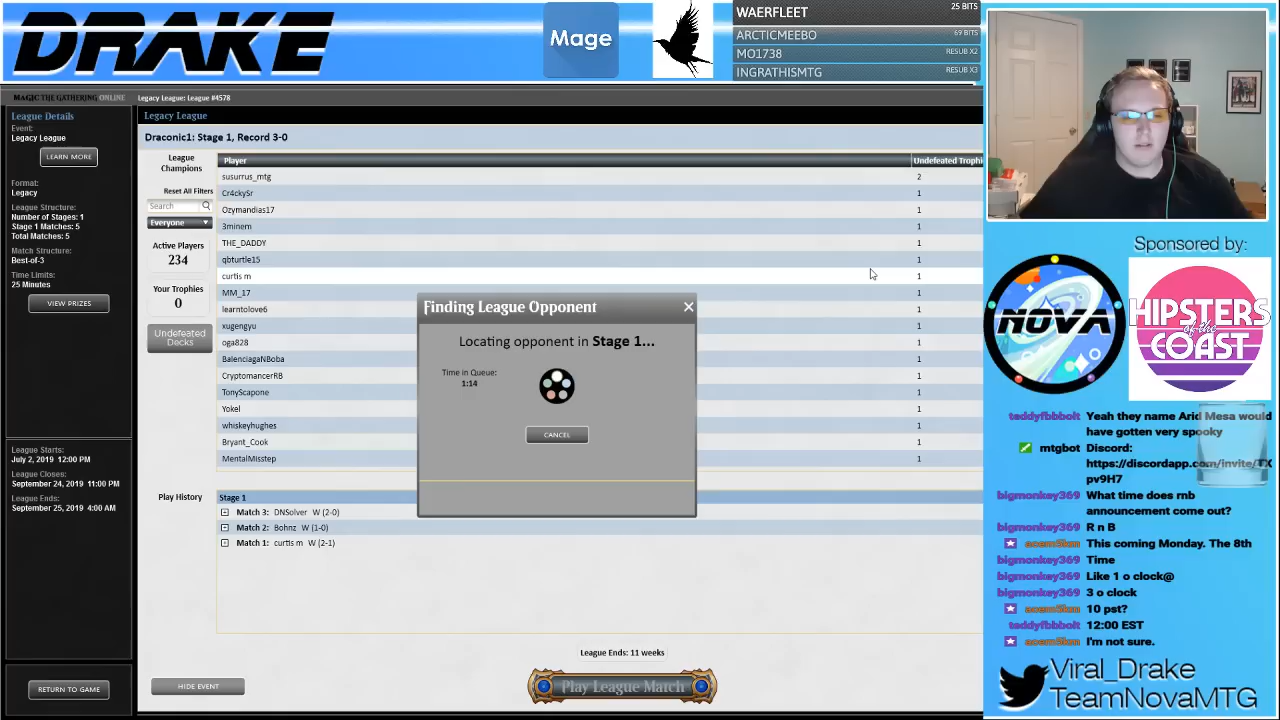 DRAKE
Mage
WAERFLEET 25 BITS
ARCTICMEEBO 69 BITS
MO1738 RESUB X2
INGRATHISMTG RESUB X3
MAGIC THE GATHERING ONLINE
Legacy League: League #4578
League Details
Event:
Legacy League
LEARN MORE
Format:
Legacy
League Structure:
Number of Stages: 1
Stage 1 Matches: 5
Total Matches: 5
Match Structure:
Best-of-3
Time Limits:
25 Minutes
VIEW PRIZES
League Starts:
July 2, 2019 12:00 PM
League Closes:
September 24, 2019 11:00 PM
League Ends:
September 25, 2019 4:00 AM
RETURN TO GAME
Legacy League
Draconic1: Stage 1, Record 3-0
League
Champions
Reset All Filters
Search
Everyone
Active Players
234
Your Trophies
0
Undefeated
Decks
Player Undefeated Trophi
susurrus_mtg 2
Cr4ckySr 1
Ozymandias17 1
3minem 1
THE_DADDY 1
qbturtle15 1
curtis m 1
MM_17 1
learntolove6 1
xugengyu 1
oga828 1
BalenciagaNBoba 1
CryptomancerRB 1
TonyScapone 1
Yokel 1
whiskeyhughes 1
Bryant_Cook 1
MentalMisstep 1
Finding League Opponent
Locating opponent in Stage 1...
Time in Queue:
1:14
CANCEL
Play History
Stage 1
Match 3: DNSolver W (2-0)
Match 2: Bohnz W (1-0)
Match 1: curtis m W (2-1)
League Ends: 11 weeks
HIDE EVENT
Play League Match
Sponsored by:
NOVA
HIPSTERS
of the
COAST
teddyfbbbolt Yeah they name Arid Mesa would
have gotten very spooky
mtgbot Discord:
https://discordapp.com/invite/TX
pv9H7
bigmonkey369 What time does rnb
announcement come out?
bigmonkey369 R n B
This coming Monday. The 8th
bigmonkey369 Time
bigmonkey369 Like 1 o clock@
bigmonkey369 3 o clock
10 pst?
teddyfbbbolt 12:00 EST
I'm not sure.
Viral_Drake
TeamNovaMTG